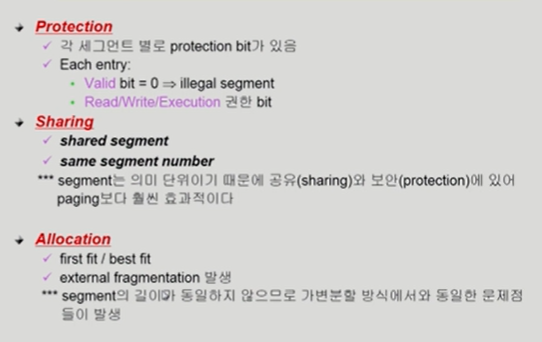 Protection
각 세그먼트 별로 protection bit가 있음
Each entry:
Valid bit = 0 ⇒ illegal segment
Read/Write/Execution 권한 bit
Sharing
shared segment
same segment number
*** segment는 의미 단위이기 때문에 공유(sharing)와 보안(protection)에 있어
paging보다 훨씬 효과적이다
Allocation
first fit / best fit
external fragmentation 발생
*** segment의 길이가 동일하지 않으므로 가변분할 방식에서와 동일한 문제점
들이 발생